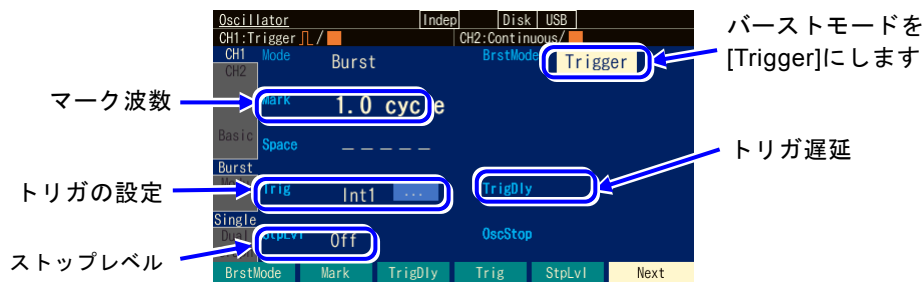 Oscillator Indep Disk USB
CH1:Trigger / CH2:Continuous/
バーストモードを
[Trigger]にします
CH1 Mode Burst BrstMode Trigger
CH2
マーク波数
Mark 1.0 cycle
Basic
Space _ _ _ _ _
トリガ遅延
Burst
トリガの設定
Trig Int1 ... TrigDly
Single
Dual StpLvl Off OscStop
ストップレベル
BrstMode Mark TrigDly Trig StpLvl Next